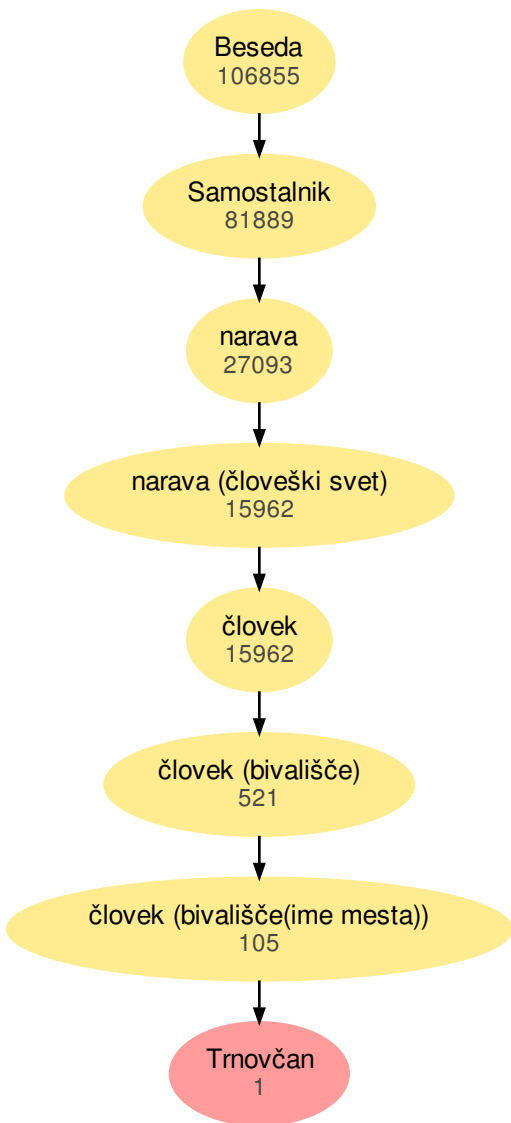 Beseda
106855
Samostalnik
81889
narava
27093
narava (človeški svet)
15962
človek
15962
človek (bivališče)
521
človek (bivališče(ime mesta))
105
Trnovčan
1